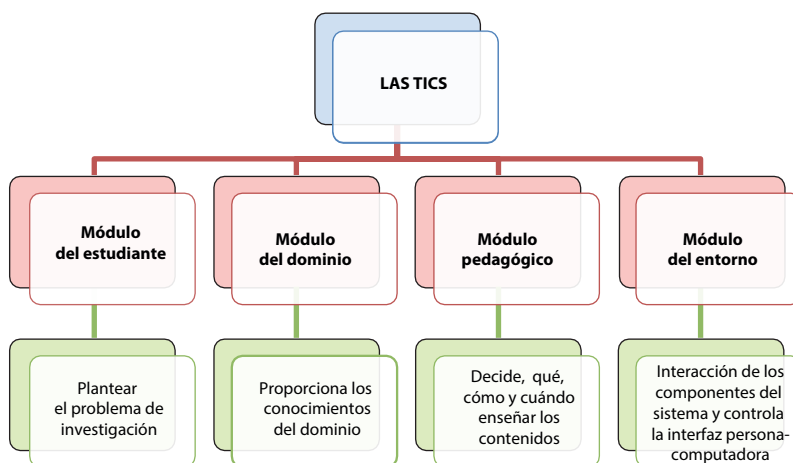 LAS TICS
Módulo
del estudiante
Módulo
del dominio
Módulo
pedagógico
Módulo
del entorno
Plantear
el problema de
investigación
Proporciona los
conocimientos
del dominio
Decide, qué,
cómo y cuándo
enseñar los
contenidos
Interacción de los
componentes del
sistema y controla
la interfaz persona-
computadora